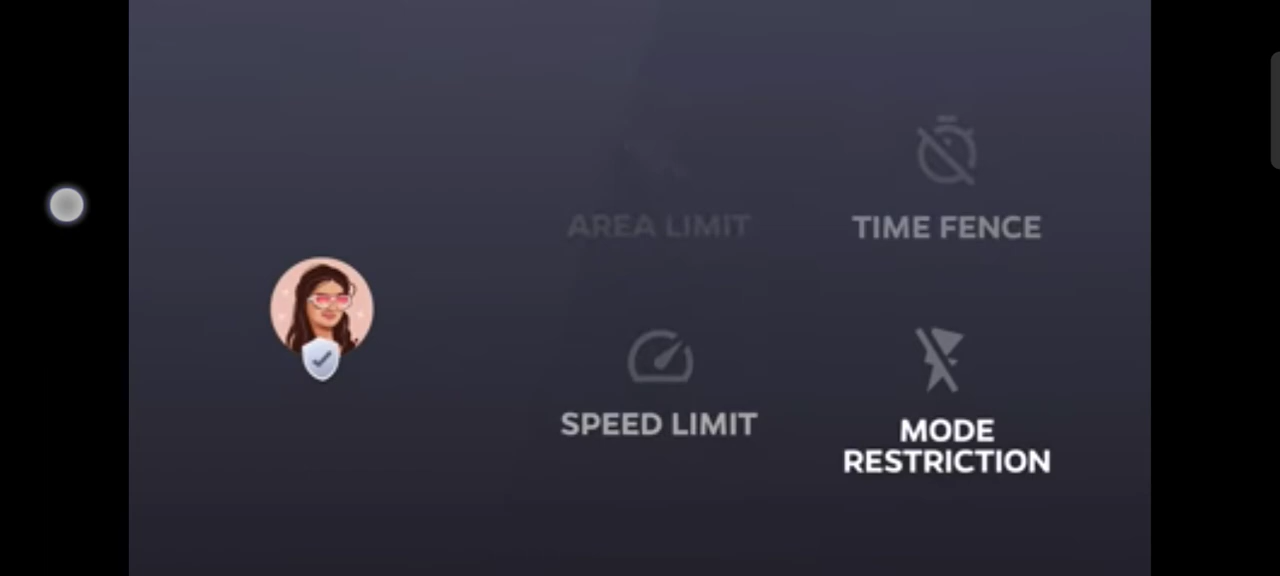 AREA LIMIT
TIME FENCE
SPEED LIMIT
MODE
RESTRICTION